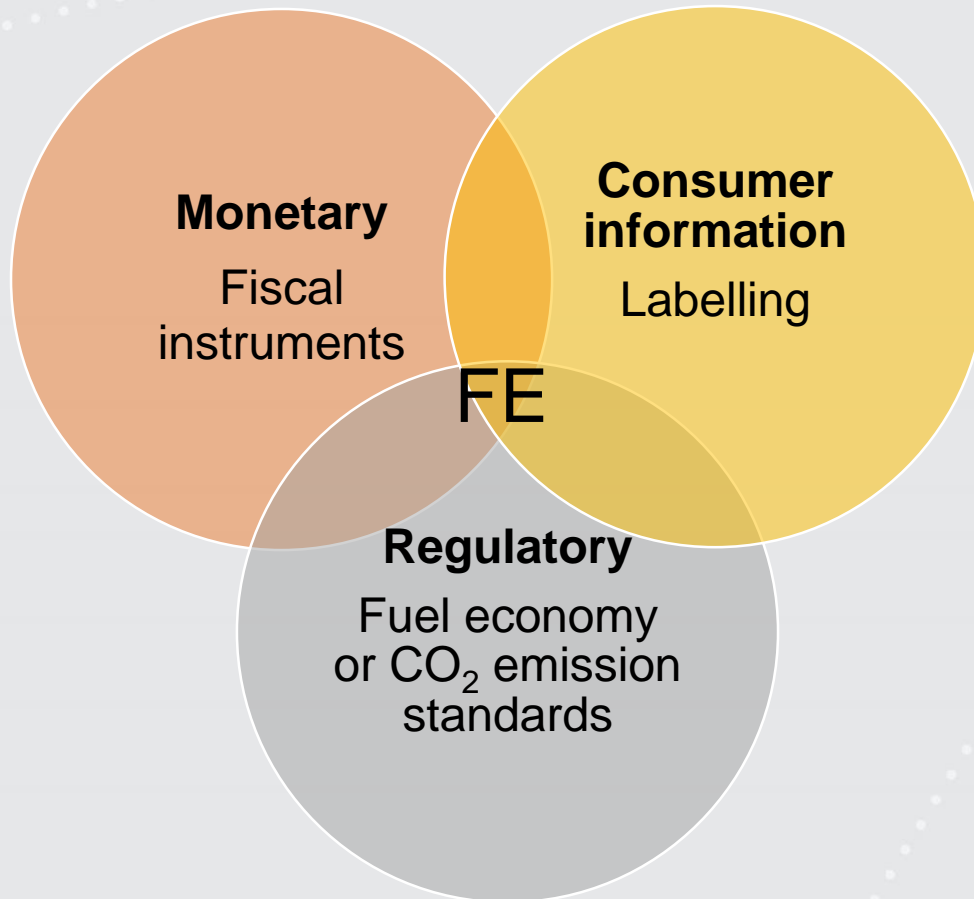 Monetary
Fiscal
instruments
Consumer
information
Labelling
FE
Regulatory
Fuel economy
or CO₂ emission
standards